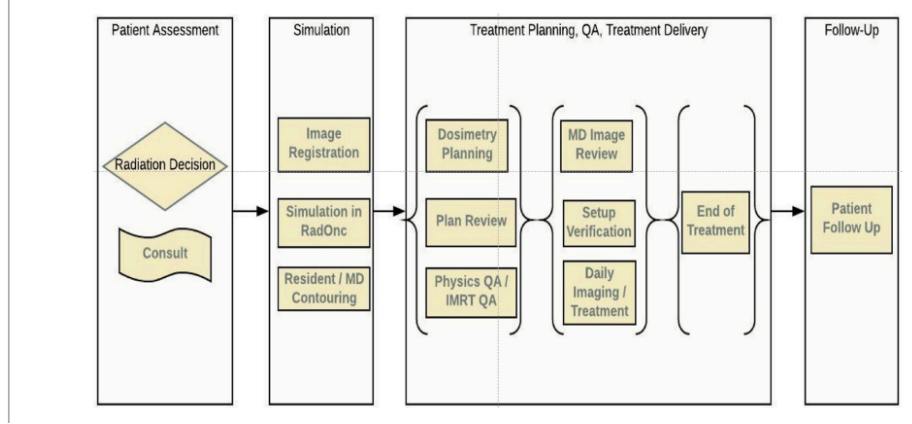 Patient Assessment
Radiation Decision
Consult
Simulation
Image
Registration
Simulation in
RadOnc
Resident / MD
Contouring
Treatment Planning, QA, Treatment Delivery
Dosimetry
Planning
Plan Review
Physics QA /
IMRT QA
MD Image
Review
Setup
Verification
Daily
Imaging /
Treatment
End of
Treatment
Follow-Up
Patient
Follow Up